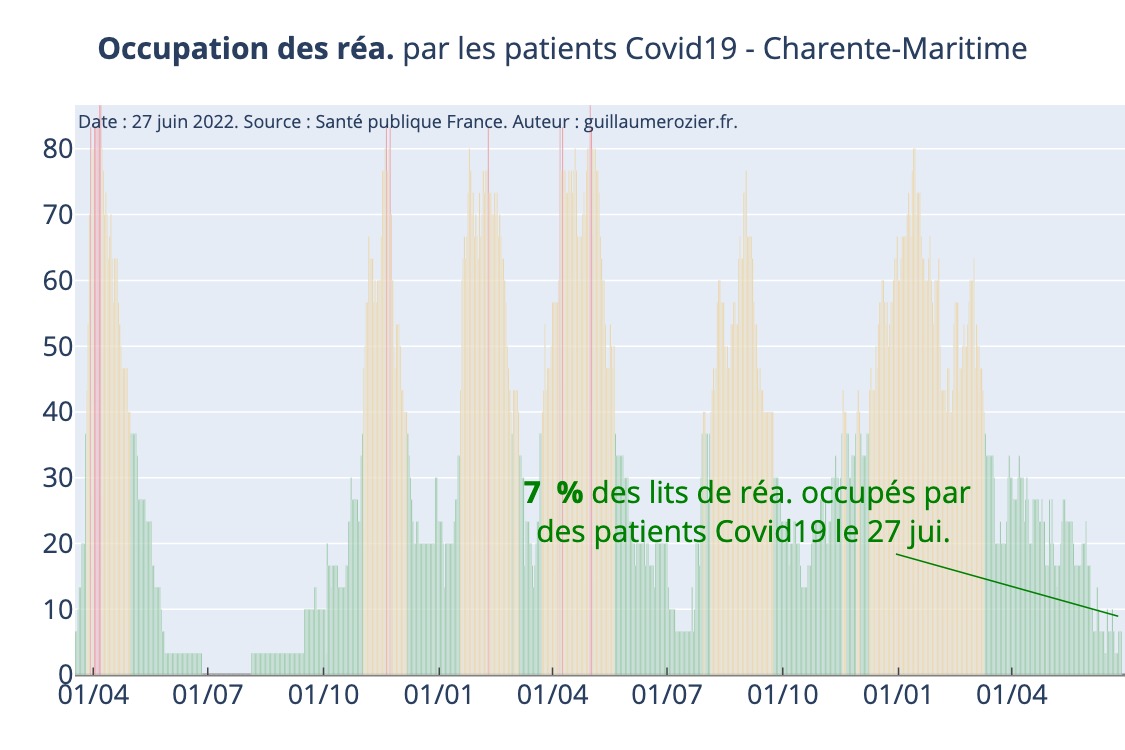 Occupation des réa. par les patients Covid19 - Charente-Maritime
Date : 27 juin 2022. Source : Santé publique France. Auteur : guillaumerozier.fr.
80
70
60
50
40
30
7 % des lits de réa. occupés par
des patients Covid19 le 27 jui.
20
10
0
01/04 01/07 01/10 01/01 01/04 01/07 01/10 01/01 01/04